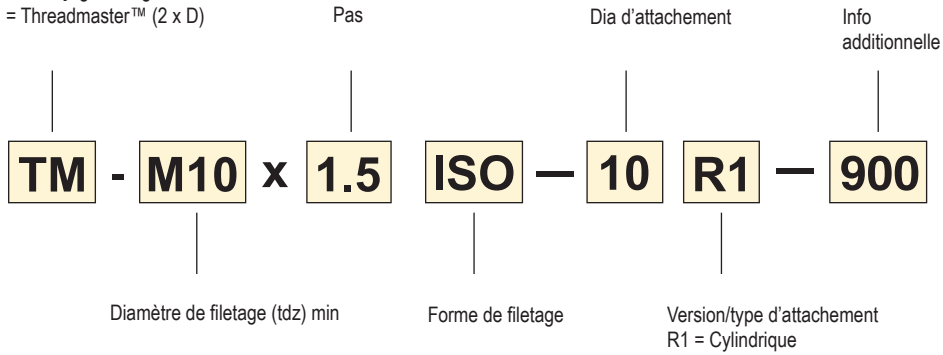 = Threadmaster™ (2 x D)
Pas
Dia d'attachement
Info
additionnelle
TM - M10 x 1.5 ISO — 10 R1 — 900
Diamètre de filetage (tdz) min
Forme de filetage
Version/type d'attachement
R1 = Cylindrique